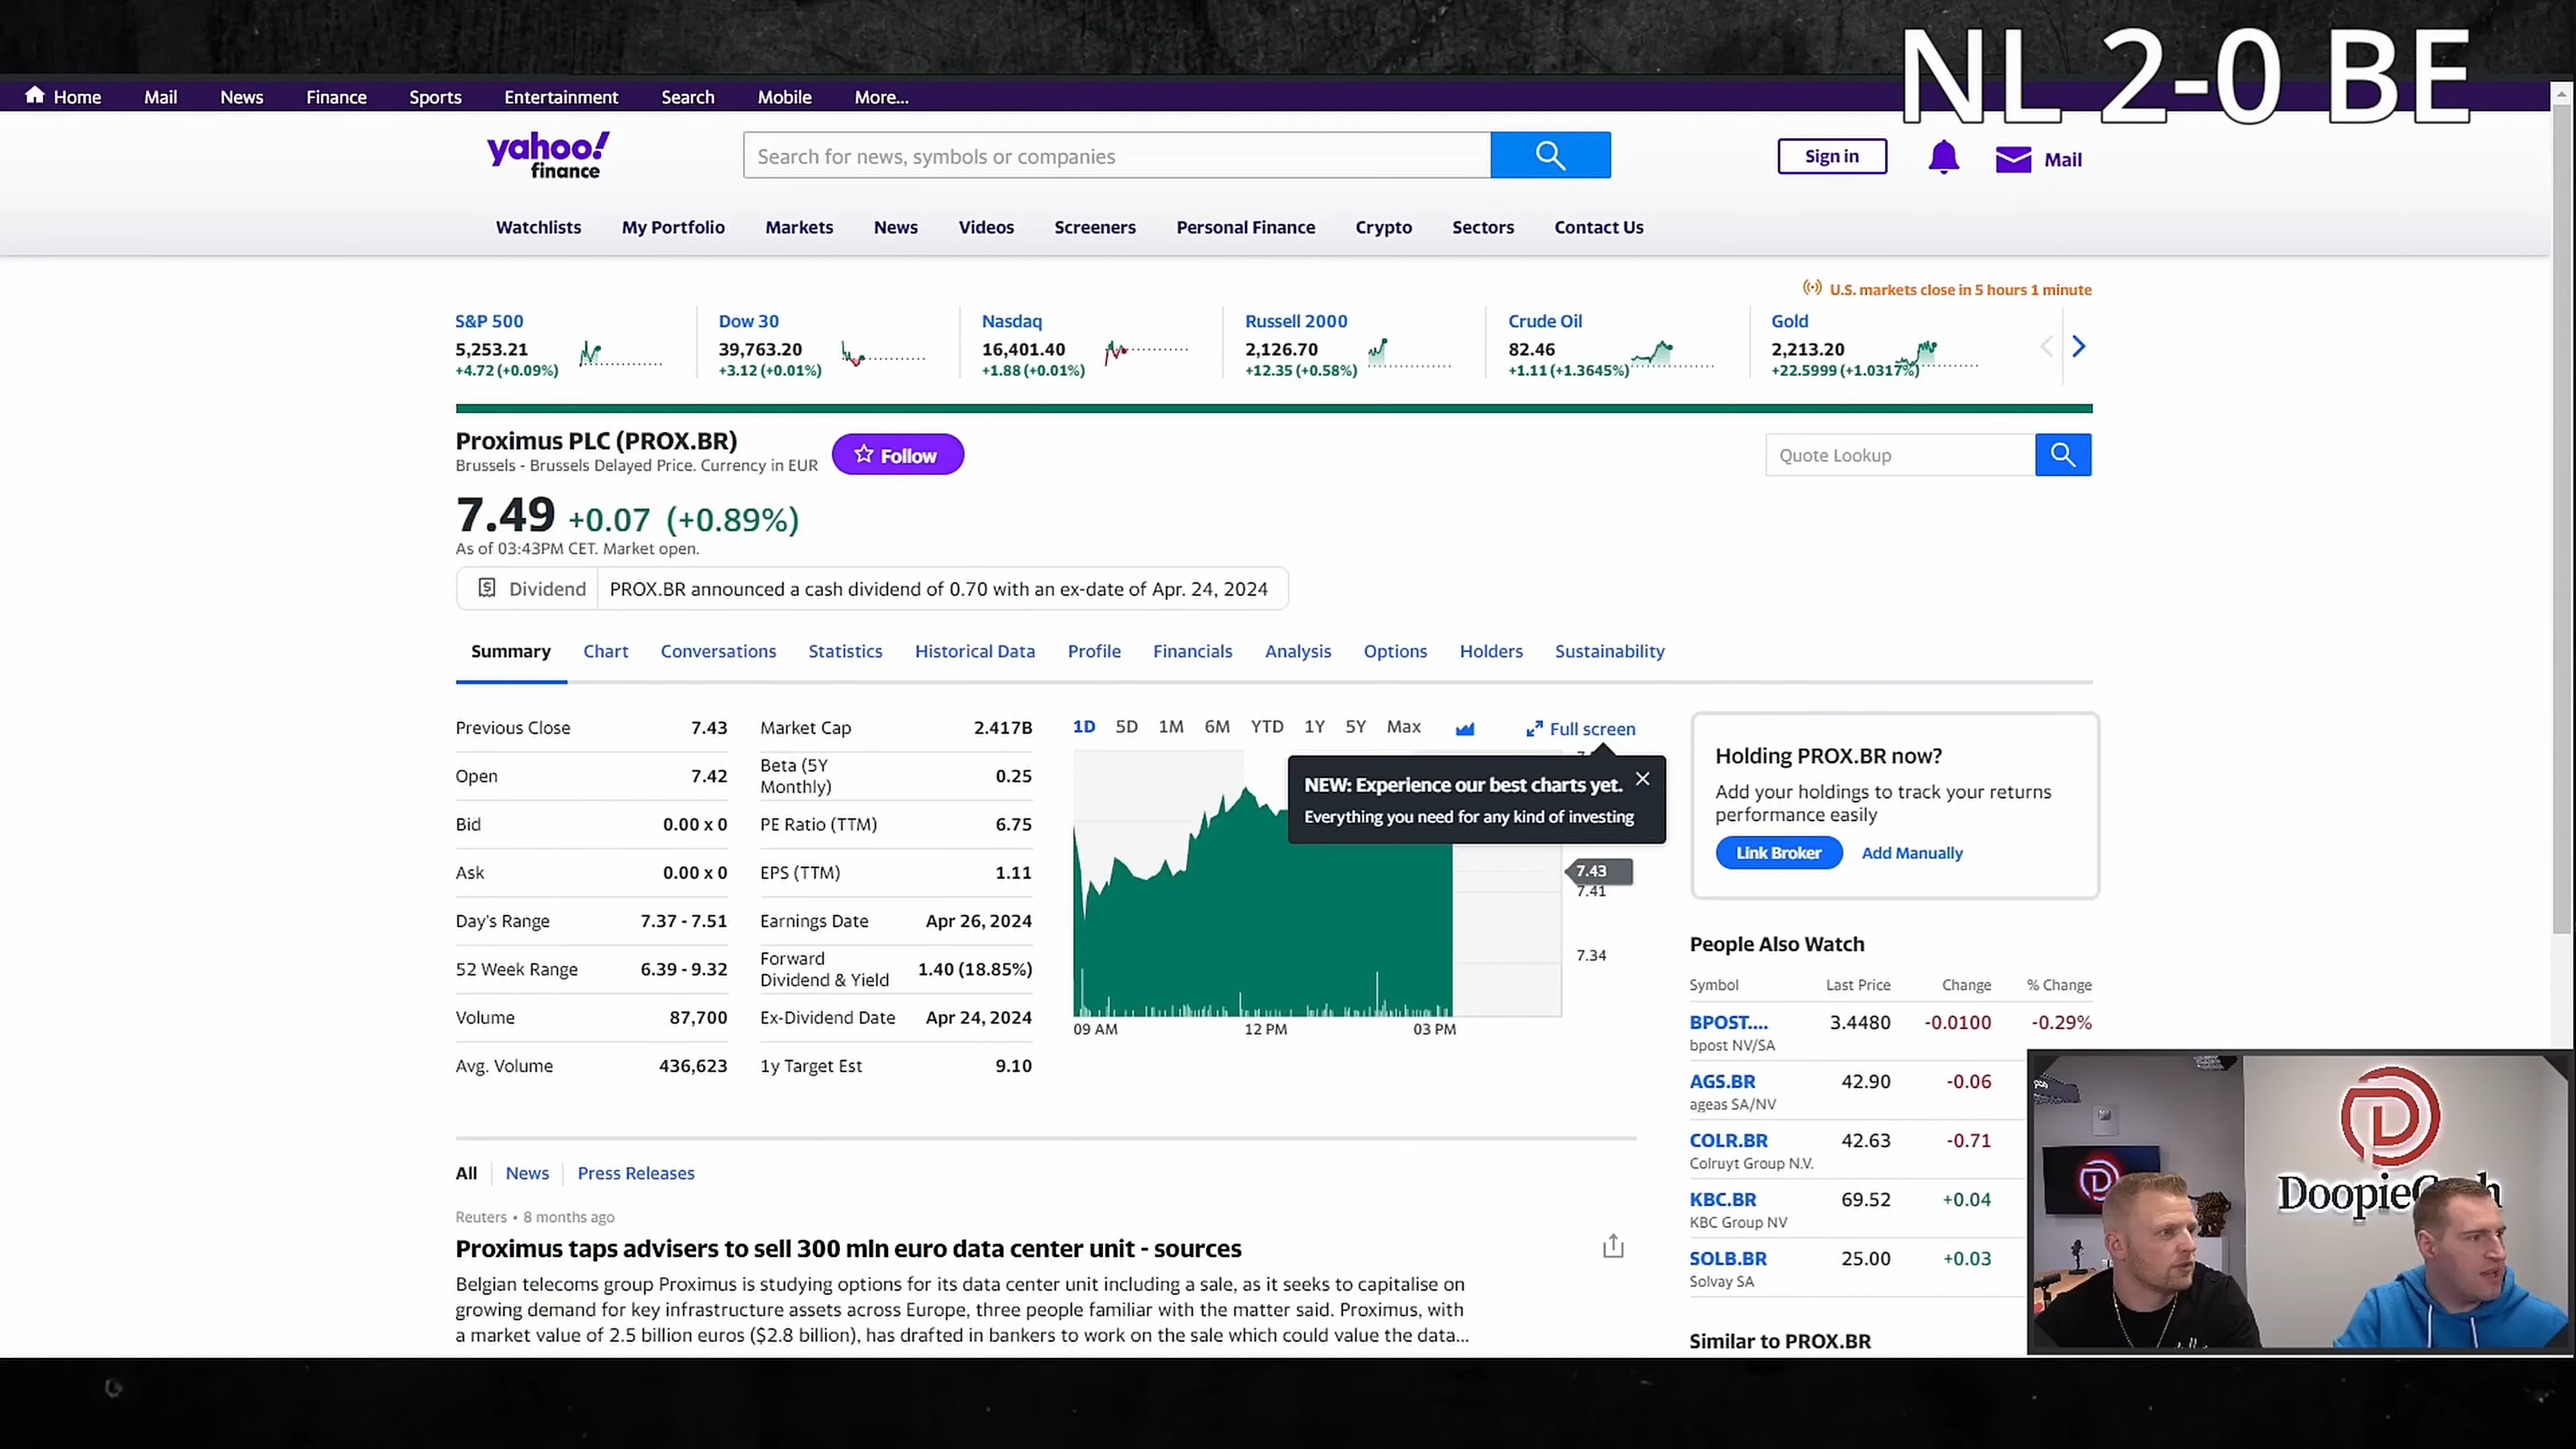 NL 2-0 BE
Home Mail News Finance Sports Entertainment Search Mobile More...
yahoo!
finance
Search for news, symbols or companies
Sign in
Mail
Watchlists My Portfolio Markets News Videos Screeners Personal Finance Crypto Sectors Contact Us
U.S. markets close in 5 hours 1 minute
S&P 500 Dow 30 Nasdaq Russell 2000 Crude Oil Gold
5,253.21 39,763.20 16,401.40 2,126.70 82.46 2,213.20
+4.72 (+0.09%) +3.12 (+0.01%) +1.88 (+0.01%) +12.35 (+0.58%) +1.11 (+1.3645%) +22.5999 (+1.0317%)
Proximus PLC (PROX.BR)
Brussels - Brussels Delayed Price. Currency in EUR
Follow
Quote Lookup
7.49 +0.07 (+0.89%)
As of 03:43PM CET. Market open.
Dividend PROX.BR announced a cash dividend of 0.70 with an ex-date of Apr. 24, 2024
Summary Chart Conversations Statistics Historical Data Profile Financials Analysis Options Holders Sustainability
Previous Close 7.43
Open 7.42
Bid 0.00 x 0
Ask 0.00 x 0
Day's Range 7.37 - 7.51
52 Week Range 6.39 - 9.32
Volume 87,700
Avg. Volume 436,623
Market Cap 2.417B
Beta (5Y
Monthly) 0.25
PE Ratio (TTM) 6.75
EPS (TTM) 1.11
Earnings Date Apr 26, 2024
Forward
Dividend & Yield 1.40 (18.85%)
Ex-Dividend Date Apr 24, 2024
1y Target Est 9.10
1D 5D 1M 6M YTD 1Y 5Y Max
Full screen
NEW: Experience our best charts yet.
Everything you need for any kind of investing
7.43
7.41
7.34
09 AM 12 PM 03 PM
Holding PROX.BR now?
Add your holdings to track your returns
performance easily
Link Broker Add Manually
People Also Watch
Symbol Last Price Change % Change
BPOST.... 3.4480 -0.0100 -0.29%
bpost NV/SA
AGS.BR 42.90 -0.06
ageas SA/NV
COLR.BR 42.63 -0.71
Colruyt Group N.V.
KBC.BR 69.52 +0.04
KBC Group NV
SOLB.BR 25.00 +0.03
Solvay SA
Similar to PROX.BR
All News Press Releases
Reuters • 8 months ago
Proximus taps advisers to sell 300 mln euro data center unit - sources
Belgian telecoms group Proximus is studying options for its data center unit including a sale, as it seeks to capitalise on
growing demand for key infrastructure assets across Europe, three people familiar with the matter said. Proximus, with
a market value of 2.5 billion euros ($2.8 billion), has drafted in bankers to work on the sale which could value the data...